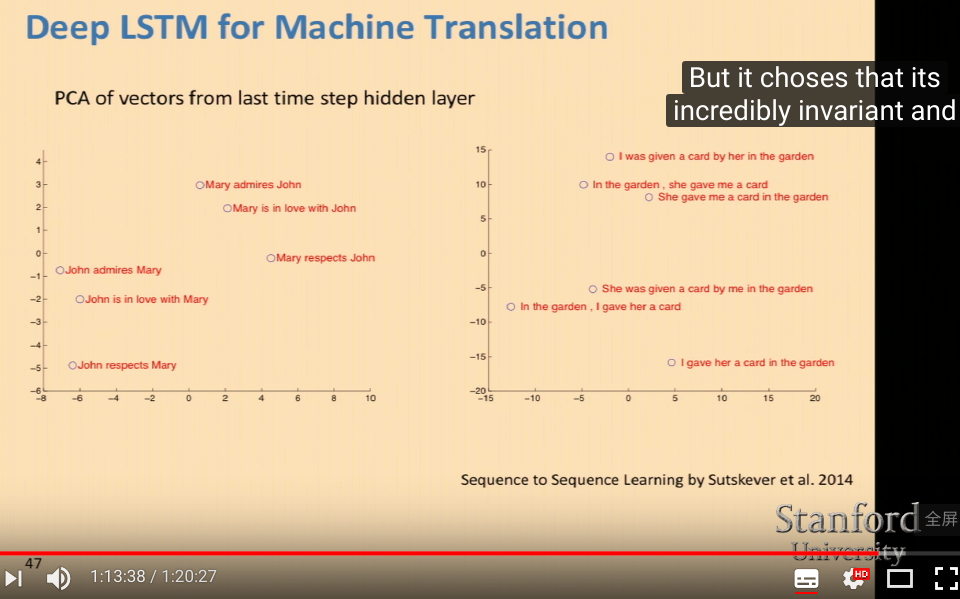 Deep LSTM for Machine Translation
But it choses that its
incredibly invariant and
PCA of vectors from last time step hidden layer
4
3
2
1
0
−1
−2
−3
−4
−5
−6
−8
−6
−4
−2
0
2
4
6
8
10
Mary admires John
Mary is in love with John
Mary respects John
John admires Mary
John is in love with Mary
John respects Mary
15
10
5
0
−5
−10
−15
−20
−15
−10
−5
0
5
10
15
20
I was given a card by her in the garden
In the garden , she gave me a card
She gave me a card in the garden
She was given a card by me in the garden
In the garden , I gave her a card
I gave her a card in the garden
Sequence to Sequence Learning by Sutskever et al. 2014
Stanford
University
全屏
47
1:13:38 / 1:20:27
HD